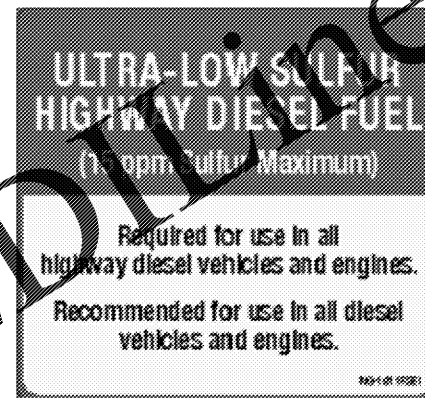 ULTRA-LOW SULFUR
HIGHWAY DIESEL FUEL
(15 ppm Sulfur Maximum)
Required for use in all
highway diesel vehicles and engines.
Recommended for use in all diesel
vehicles and engines.